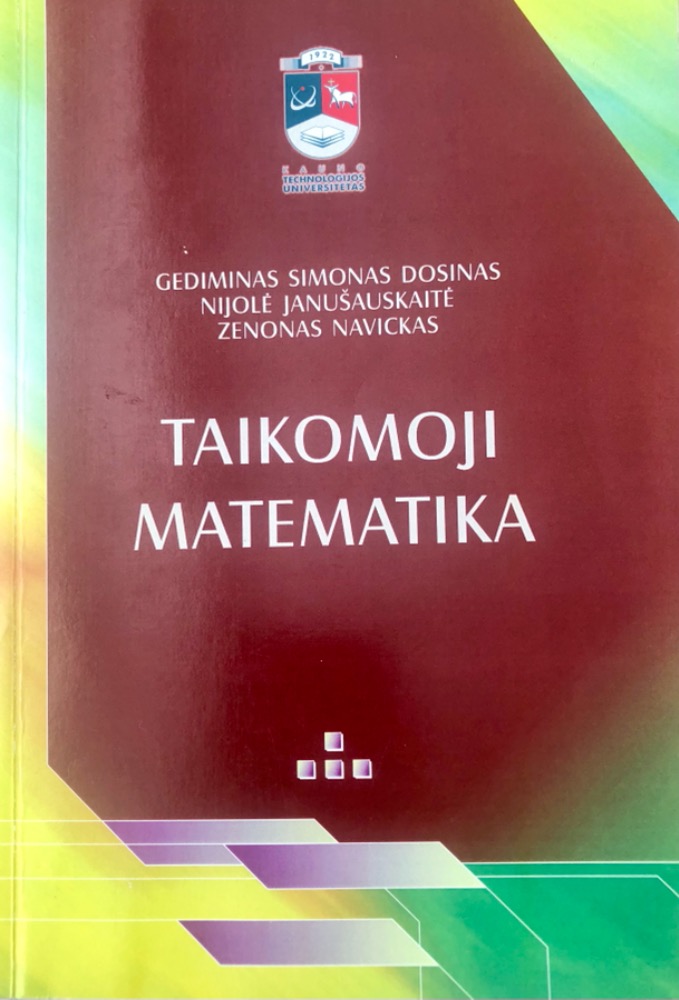 1922
KAUNO
TECHNOLOGIJOS
UNIVERSITETAS
GEDIMINAS SIMONAS DOSINAS
NIJOLĖ JANUŠAUSKAITĖ
ZENONAS NAVICKAS
TAIKOMOJI
MATEMATIKA